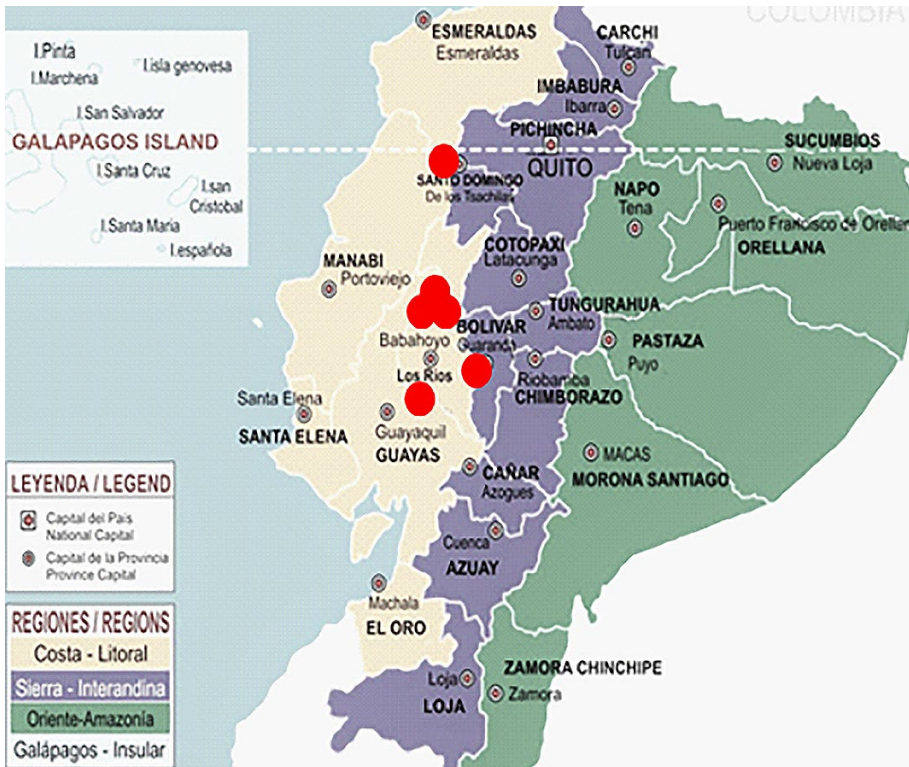 COLOMBIA
ESMERALDAS
Esmeraldas
CARCHI
Tulcan
I.Pinta
I.Marchena
I.isla genovesa
I.San Salvador
GALAPAGOS ISLAND
I.Santa Cruz
I.san
Cristobal
I.Santa Maria
I.española
IMBABURA
Ibarra
PICHINCHA
QUITO
SANTO DOMINGO
De los Tsachilas
SUCUMBIOS
Nueva Loja
NAPO
Tena
Puerto Francisco de Orellan
ORELLANA
MANABI
Portoviejo
COTOPAXI
Latacunga
TUNGURAHUA
Ambato
BOLIVAR
Guaranda
Babahoyo
Los Rios
PASTAZA
Puyo
Riobamba
CHIMBORAZO
Santa Elena
SANTA ELENA
Guayaquil
GUAYAS
MACAS
MORONA SANTIAGO
CAÑAR
Azogues
Cuenca
AZUAY
Machala
EL ORO
Loja
LOJA
ZAMORA CHINCHIPE
Zamora
LEYENDA / LEGEND
Capital del País
National Capital
Capital de la Provincia
Province Capital
REGIONES / REGIONS
Costa - Litoral
Sierra - Interandina
Oriente-Amazonía
Galápagos - Insular